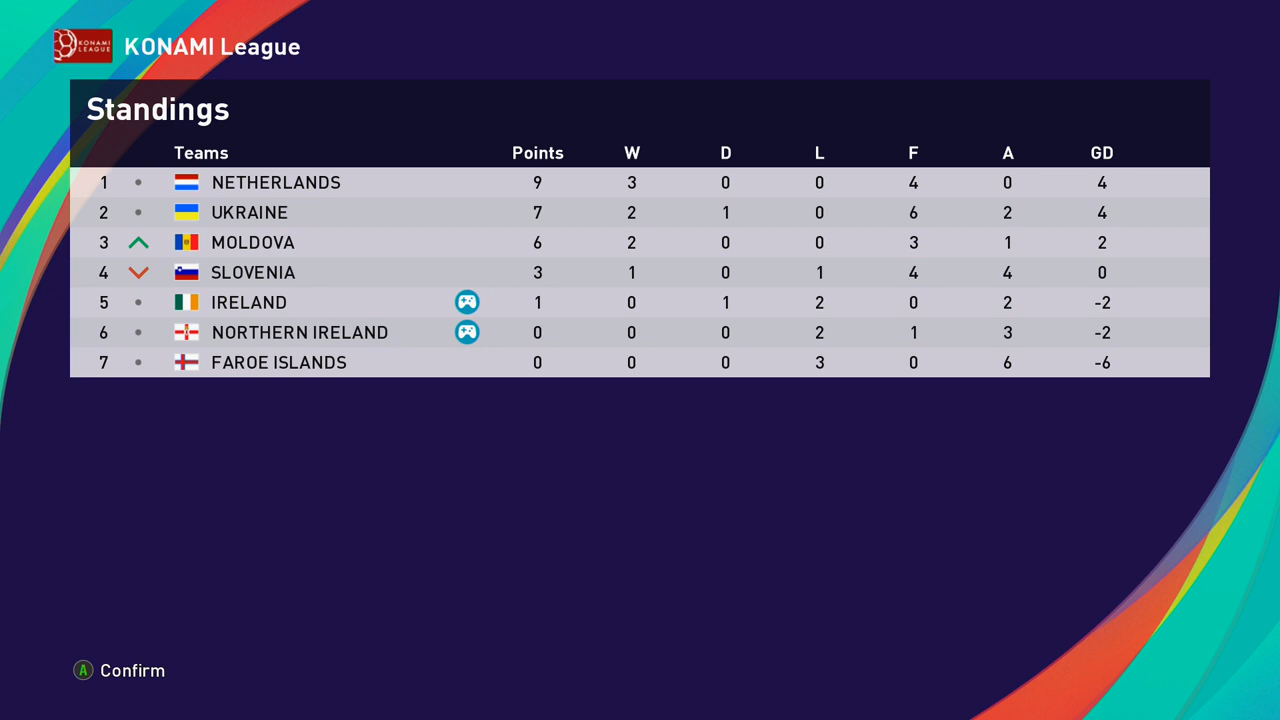 KONAMI
LEAGUE
KONAMI League
Standings
Teams Points W D L F A GD
1 NETHERLANDS 9 3 0 0 4 0 4
2 UKRAINE 7 2 1 0 6 2 4
3 MOLDOVA 6 2 0 0 3 1 2
4 SLOVENIA 3 1 0 1 4 4 0
5 IRELAND 1 0 1 2 0 2 -2
6 NORTHERN IRELAND 0 0 0 2 1 3 -2
7 FAROE ISLANDS 0 0 0 3 0 6 -6
A Confirm